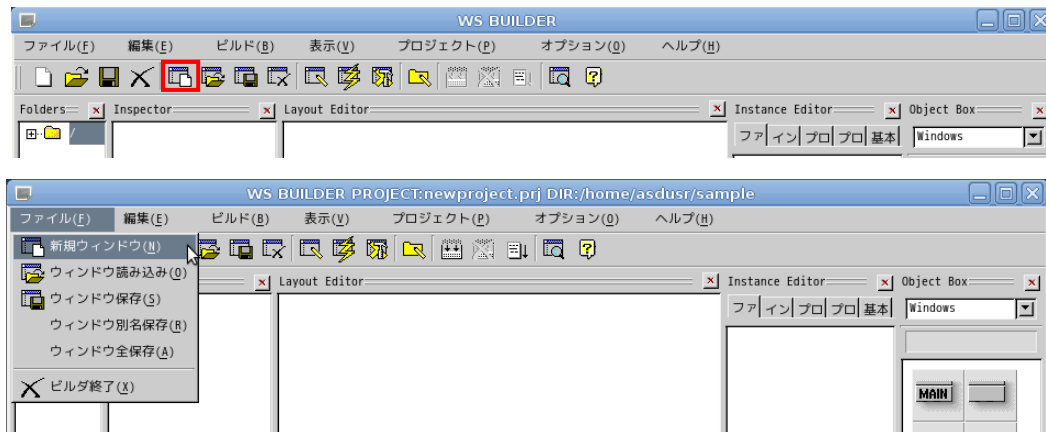 WS BUILDER
ファイル(F) 編集(E) ビルド(B) 表示(V) プロジェクト(P) オプション(O) ヘルプ(H)
Folders Inspector Layout Editor Instance Editor Object Box
/ ファ イン プロ プロ 基本 Windows
WS BUILDER PROJECT:newproject.prj DIR:/home/asdusr/sample
ファイル(F) 編集(E) ビルド(B) 表示(V) プロジェクト(P) オプション(O) ヘルプ(H)
新規ウィンドウ(N)
ウィンドウ読み込み(O)
ウィンドウ保存(S)
ウィンドウ別名保存(R)
ウィンドウ全保存(A)
ビルダ終了(X)
Layout Editor Instance Editor Object Box
ファ イン プロ プロ 基本 Windows
MAIN